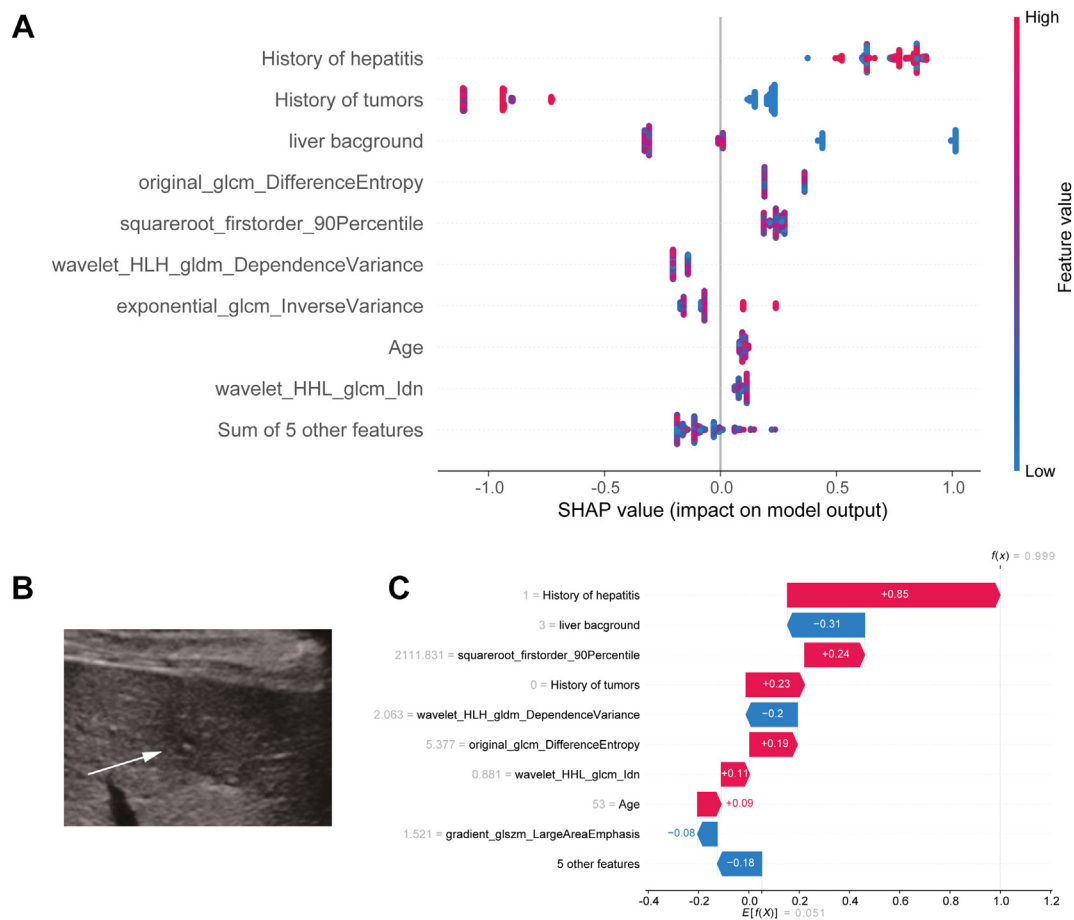 A
High
History of hepatitis
History of tumors
liver bacground
original_glcm_DifferenceEntropy
squareroot_firstorder_90Percentile
wavelet_HLH_gldm_DependenceVariance
exponential_glcm_InverseVariance
Age
wavelet_HHL_glcm_Idn
Sum of 5 other features
Feature value
Low
-1.0 -0.5 0.0 0.5 1.0
SHAP value (impact on model output)
B
C
f(x) = 0.999
1 = History of hepatitis +0.85
3 = liver background −0.31
2111.831 = squareroot_firstorder_90Percentile +0.24
0 = History of tumors +0.23
2.063 = wavelet_HLH_gldm_DependenceVariance −0.2
5.377 = original_glcm_DifferenceEntropy +0.19
0.881 = wavelet_HHL_glcm_Idn +0.11
53 = Age +0.09
1.521 = gradient_glszm_LargeAreaEmphasis −0.08
5 other features −0.18
-0.4 -0.2 0.0 0.2 0.4 0.6 0.8 1.0 1.2
E[f(X)] = 0.051